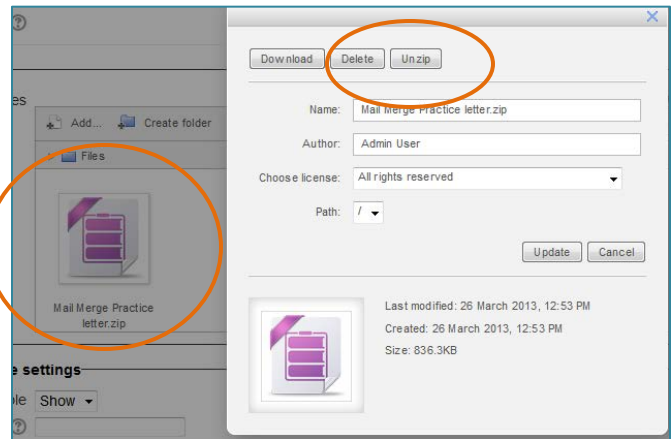 es
Add... Create folder
Files
Mail Merge Practice
letter.zip
e settings
le Show
Download Delete Unzip
Name: Mail Merge Practice letter.zip
Author: Admin User
Choose license: All rights reserved
Path: /
Update Cancel
Last modified: 26 March 2013, 12:53 PM
Created: 26 March 2013, 12:53 PM
Size: 836.3KB